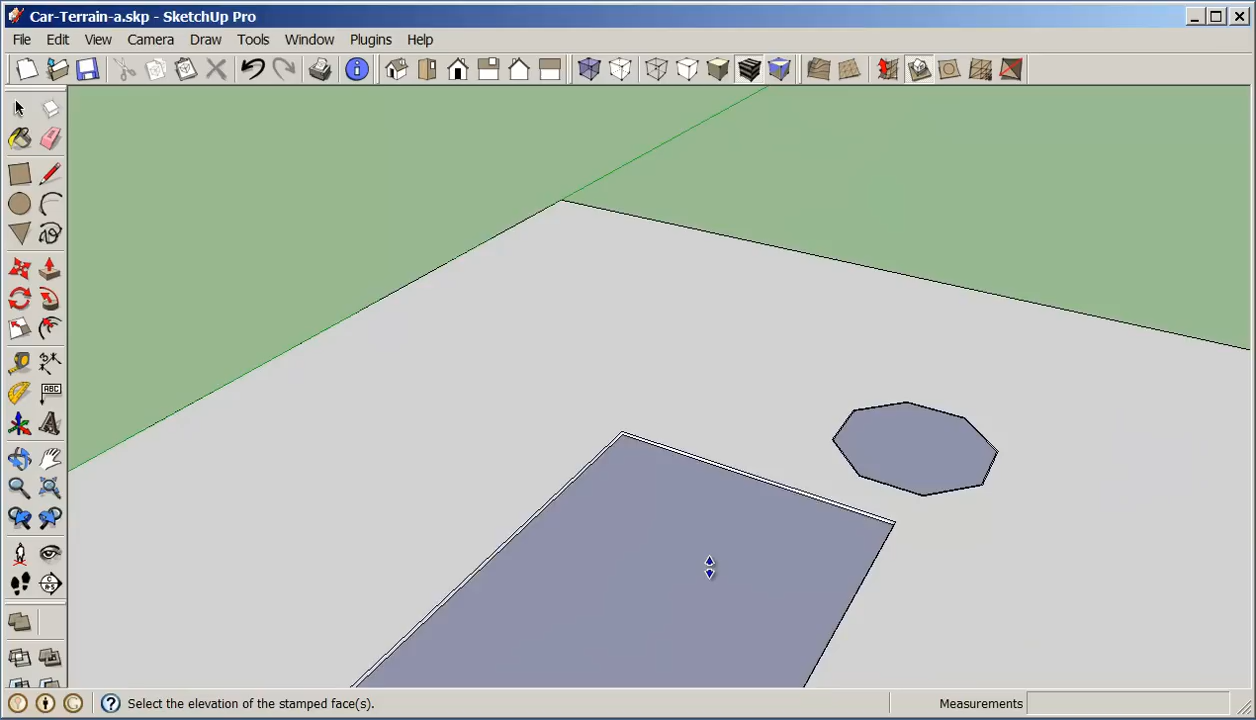 Car-Terrain-a.skp - SketchUp Pro
File Edit View Camera Draw Tools Window Plugins Help
ABC
Select the elevation of the stamped face(s).
Measurements